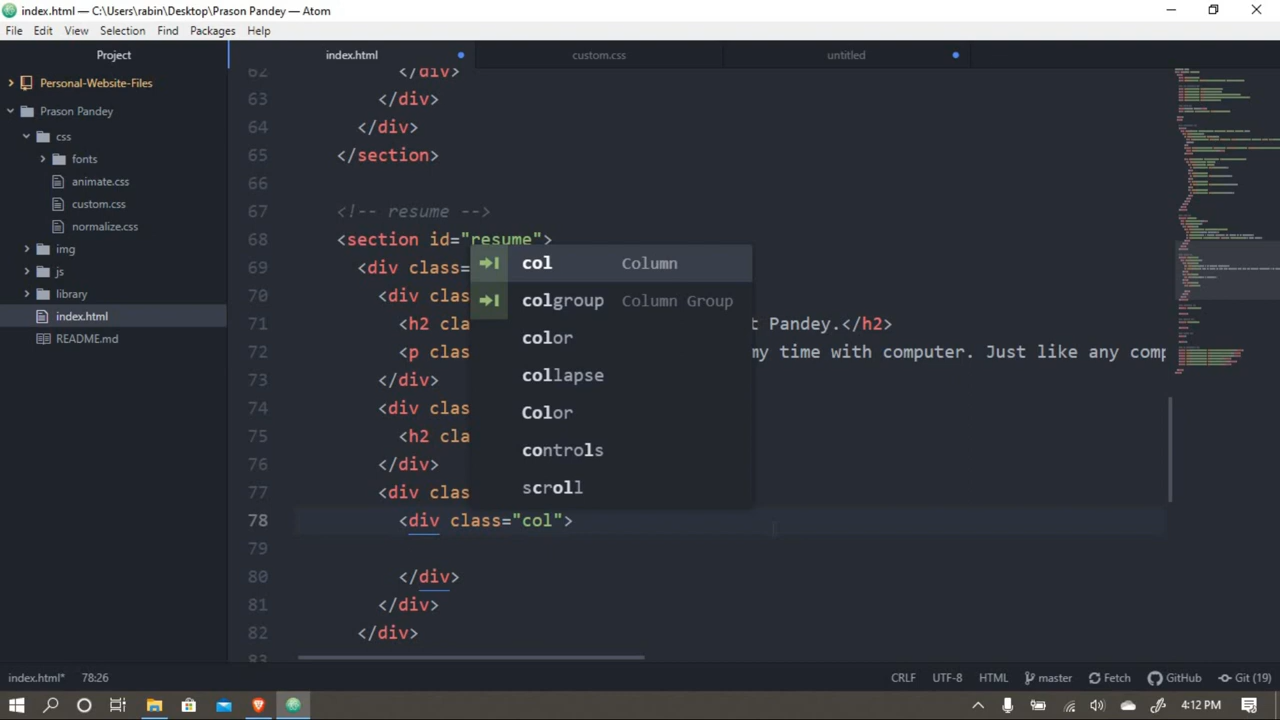 index.html — C:\Users\rabin\Desktop\Prason Pandey — Atom
File Edit View Selection Find Packages Help
Project
index.html custom.css untitled
Personal-Website-Files
Prason Pandey
css
fonts
animate.css
custom.css
normalize.css
img
js
library
index.html
README.md
62 </div>
63 </div>
64 </div>
65 </section>
66
67 <!-- resume -->
68 <section id="resume">
69 <div class=
70 <div clas
71 <h2 cla t Pandey.</h2>
72 <p class my time with computer. Just like any comp
73 </div>
74 <div clas
75 <h2 cla
76 </div>
77 <div clas
78 <div class="col">
79
80 </div>
81 </div>
82 </div>
83
col Column
colgroup Column Group
color
collapse
Color
controls
scroll
index.html* 78:26 CRLF UTF-8 HTML master Fetch GitHub Git (19)
4:12 PM